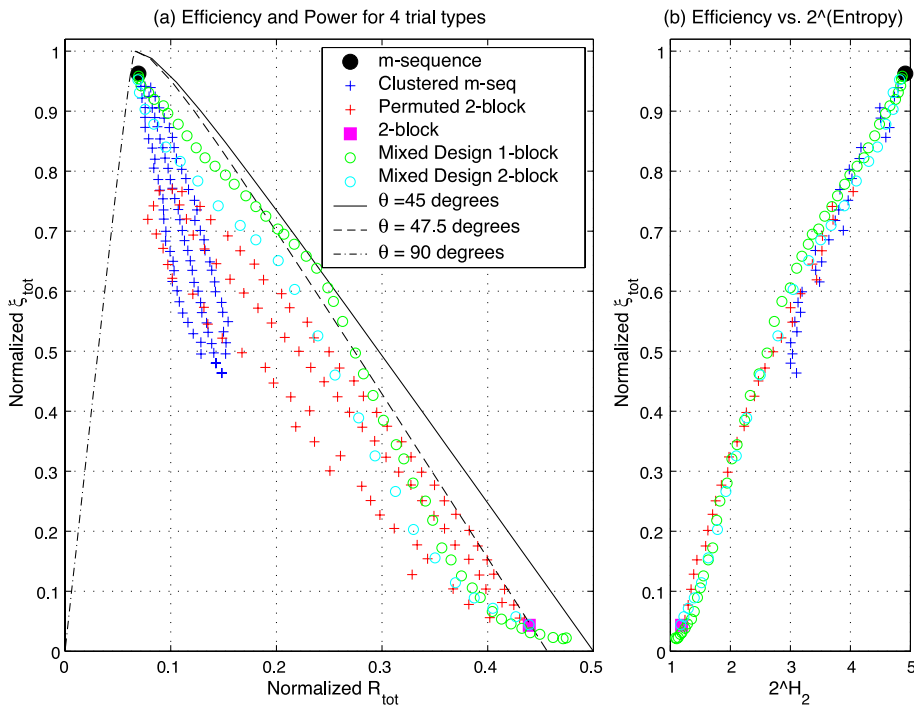 (a) Efficiency and Power for 4 trial types
(b) Efficiency vs. 2^(Entropy)
m-sequence
Clustered m-seq
Permuted 2-block
2-block
Mixed Design 1-block
Mixed Design 2-block
θ =45 degrees
θ = 47.5 degrees
θ = 90 degrees
Normalized ξ_tot
1
0.9
0.8
0.7
0.6
0.5
0.4
0.3
0.2
0.1
0
0 0.1 0.2 0.3 0.4 0.5
Normalized R_tot
Normalized ξ_tot
1
0.9
0.8
0.7
0.6
0.5
0.4
0.3
0.2
0.1
0
1 2 3 4 5
2^H_2